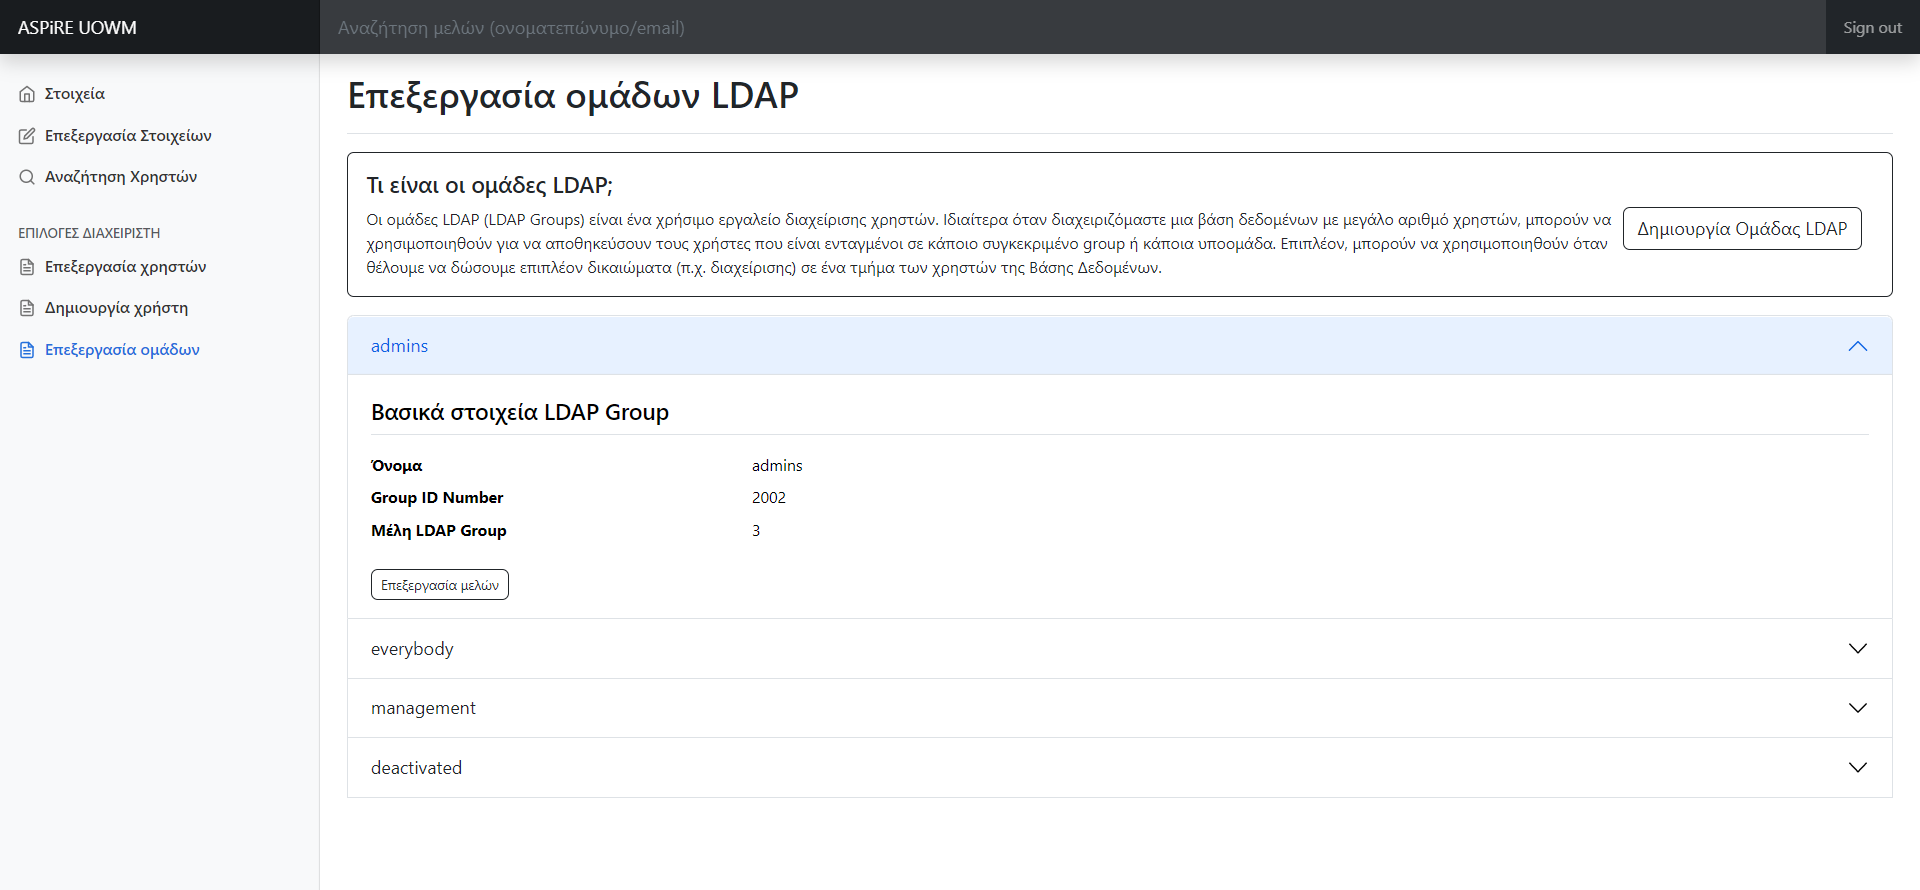 ASPiRE UOWM
Αναζήτηση μελών (ονοματεπώνυμο/email)
Sign out
Στοιχεία
Επεξεργασία Στοιχείων
Αναζήτηση Χρηστών
ΕΠΙΛΟΓΕΣ ΔΙΑΧΕΙΡΙΣΤΗ
Επεξεργασία χρηστών
Δημιουργία χρήστη
Επεξεργασία ομάδων
Επεξεργασία ομάδων LDAP
Τι είναι οι ομάδες LDAP;
Οι ομάδες LDAP (LDAP Groups) είναι ένα χρήσιμο εργαλείο διαχείρισης χρηστών. Ιδιαίτερα όταν διαχειριζόμαστε μια βάση δεδομένων με μεγάλο αριθμό χρηστών, μπορούν να
χρησιμοποιηθούν για να αποθηκεύσουν τους χρήστες που είναι ενταγμένοι σε κάποιο συγκεκριμένο group ή κάποια υποομάδα. Επιπλέον, μπορούν να χρησιμοποιηθούν όταν
θέλουμε να δώσουμε επιπλέον δικαιώματα (π.χ. διαχείρισης) σε ένα τμήμα των χρηστών της Βάσης Δεδομένων.
Δημιουργία Ομάδας LDAP
admins
Βασικά στοιχεία LDAP Group
Όνομα admins
Group ID Number 2002
Μέλη LDAP Group 3
Επεξεργασία μελών
everybody
management
deactivated